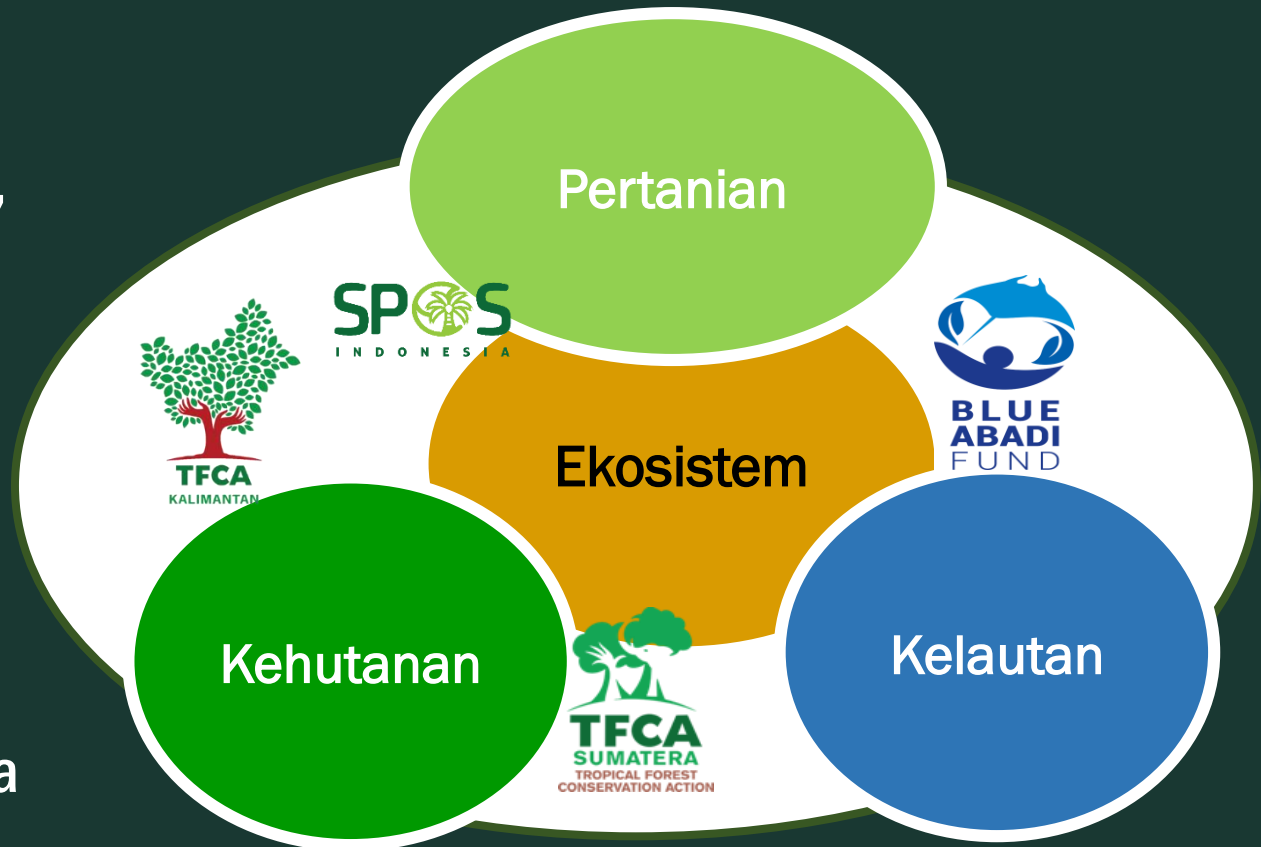 Pertanian
SPOS
INDONESIA
TFCA
KALIMANTAN
BLUE
ABADI
FUND
Ekosistem
Kehutanan
Kelautan
TFCA
SUMATERA
TROPICAL FOREST
CONSERVATION ACTION